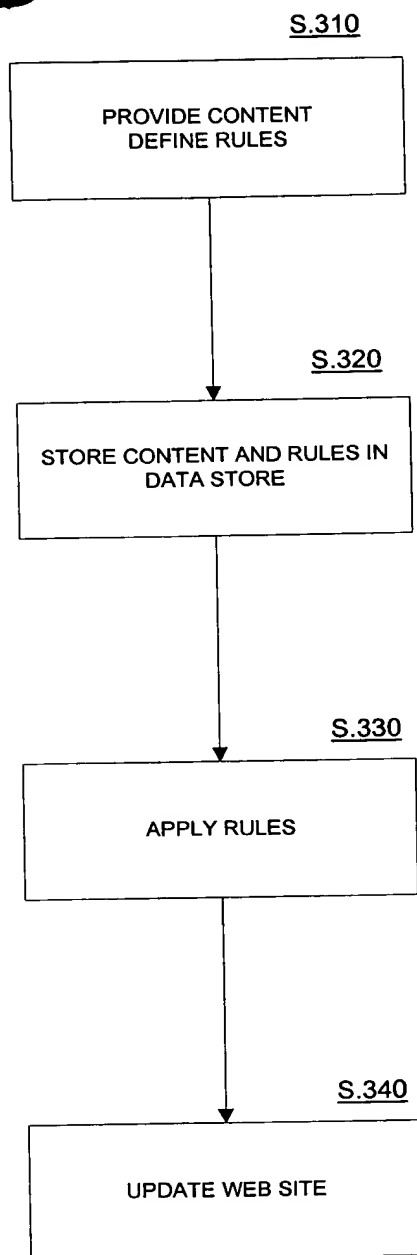 S.310
PROVIDE CONTENT
DEFINE RULES
S.320
STORE CONTENT AND RULES IN
DATA STORE
S.330
APPLY RULES
S.340
UPDATE WEB SITE